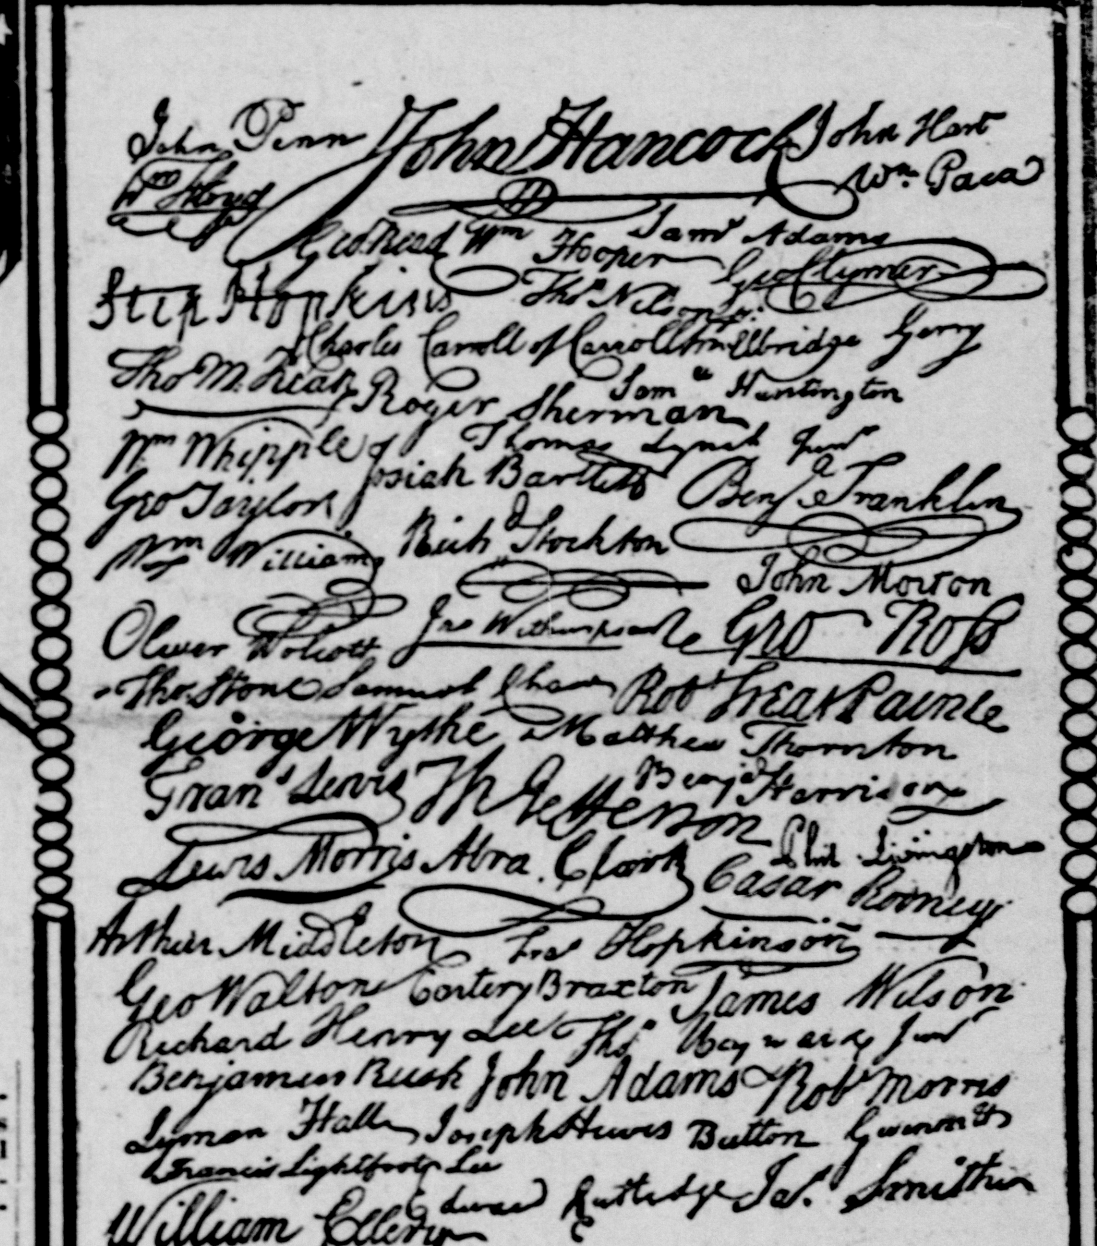 John Penn John Hancock John Hart
Wm Floyd Wm. Paca
Geo Read Wm Hooper Saml Adams
Geo Clymer
Step Hopkins Thos Nelson jr.
Charles Carroll of Carrollton Elbridge Gerry
Tho M. Kean Roger Sherman Saml Huntington
Wm Whipple Thomas Lynch Junr
Josiah Bartlett Benj Franklin
Geo Taylor
Wm Williams Rich Stockton
John Morton
Oliver Wolcott Jno Witherspoon Geo Ross
Thos. Stone Samuel Chase Robt Treat Paine
George Wythe Matthew Thornton
Frans Lewis Th Jefferson Benj Harrison
Lewis Morris Abra. Clark Phil. Livingston
Cæsar Rodney
Arthur Middleton Fras Hopkinson
Geo Walton Carter Braxton James Wilson
Richard Henry Lee Thos Heyward Junr
Benjamin Rush John Adams Robt Morris
Lyman Hall Joseph Hewes Button Gwinnett
Francis Lightfoot Lee
William Ellery Edward Rutledge Jas. Smith